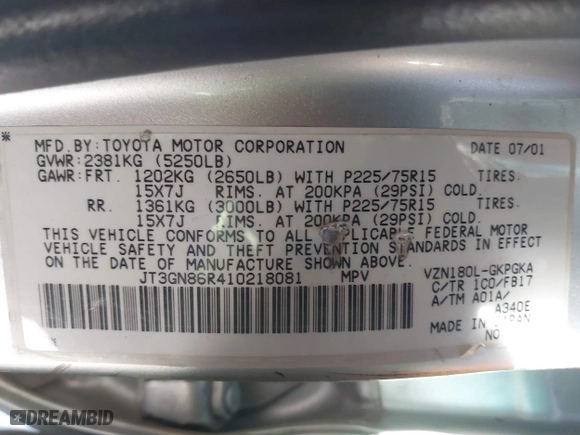 *
MFD. BY: TOYOTA MOTOR CORPORATION DATE 07/01
GVWR: 2381KG (5250LB)
GAWR: FRT. 1202KG (2650LB) WITH P225/75R15 TIRES.
15X7J RIMS. AT 200KPA (29PSI) COLD.
RR. 1361KG (3000LB) WITH P225/75R15 TIRES.
15X7J RIMS. AT 200KPA (29PSI) COLD.
THIS VEHICLE CONFORMS TO ALL APPLICABLE FEDERAL MOTOR
VEHICLE SAFETY AND THEFT PREVENTION STANDARDS IN EFFECT
ON THE DATE OF MANUFACTURE SHOWN ABOVE.
JT3GN86R410218081 MPV VZN180L-GKPGKA
C/TR 1C0/FB17
A/TM A01A/
A340E
MADE IN JAPAN
NO
DREAMBID